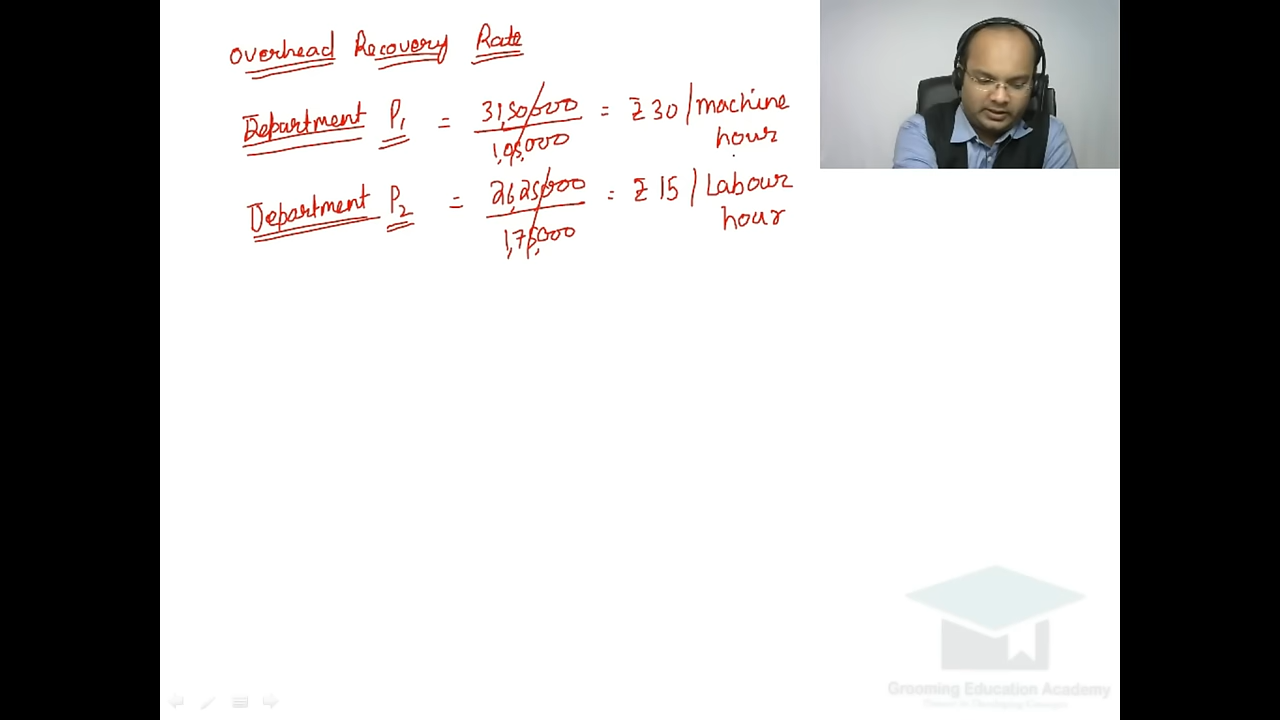 Overhead Recovery Rate
Department P₁ = 31,50,000 / 1,05,000 = ₹30 / machine hour
Department P₂ = 26,25,000 / 1,75,000 = ₹15 / Labour hour
Grooming Education Academy